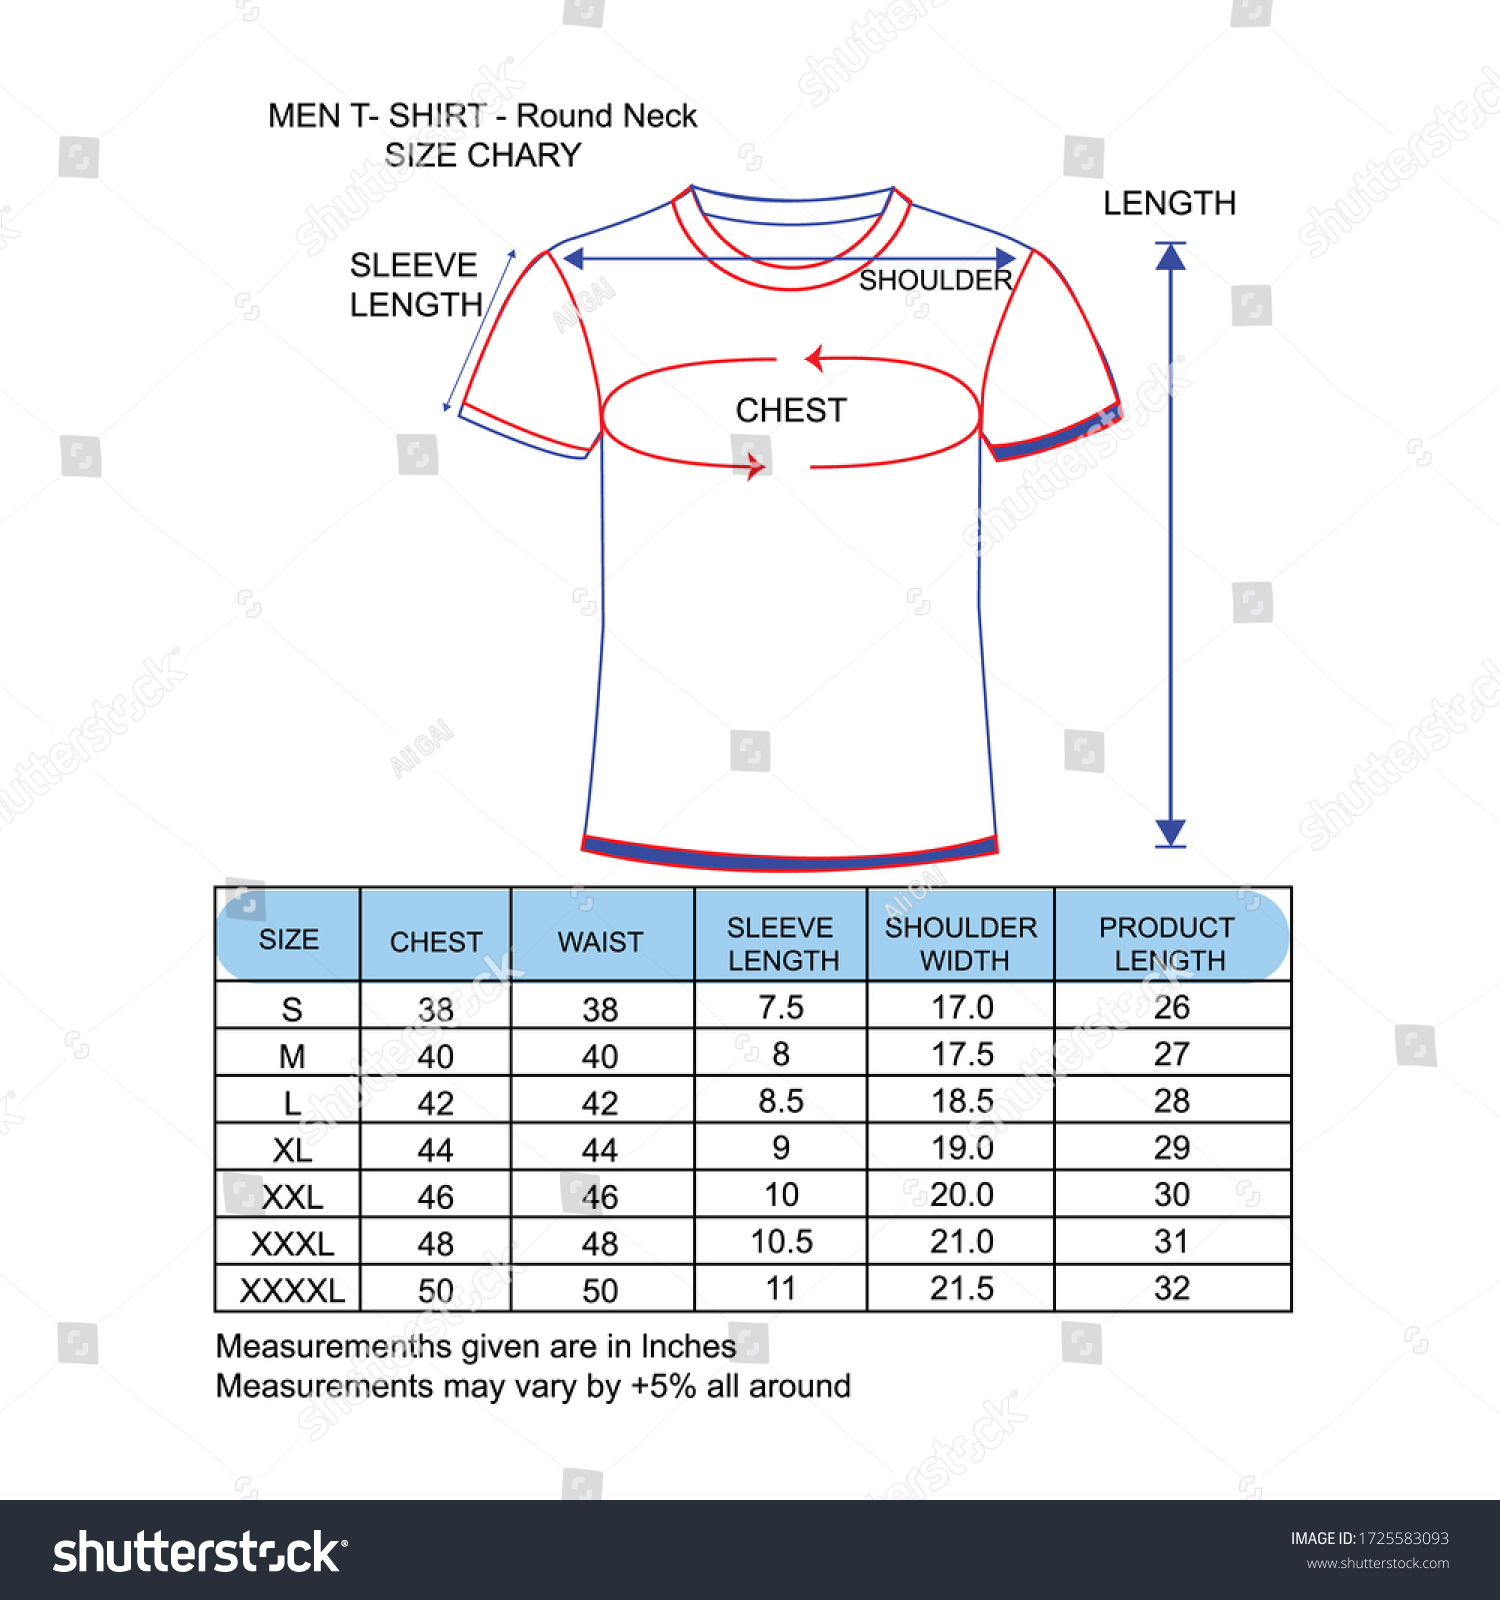 MEN T- SHIRT - Round Neck
SIZE CHARY
LENGTH
SLEEVE
LENGTH
SHOULDER
CHEST
SIZE CHEST WAIST SLEEVE LENGTH SHOULDER WIDTH PRODUCT LENGTH
S 38 38 7.5 17.0 26
M 40 40 8 17.5 27
L 42 42 8.5 18.5 28
XL 44 44 9 19.0 29
XXL 46 46 10 20.0 30
XXXL 48 48 10.5 21.0 31
XXXXL 50 50 11 21.5 32
Measuremenths given are in Inches
Measurements may vary by +5% all around
shutterstock
Ali GAI
shutterstock
IMAGE ID: 1725583093
www.shutterstock.com